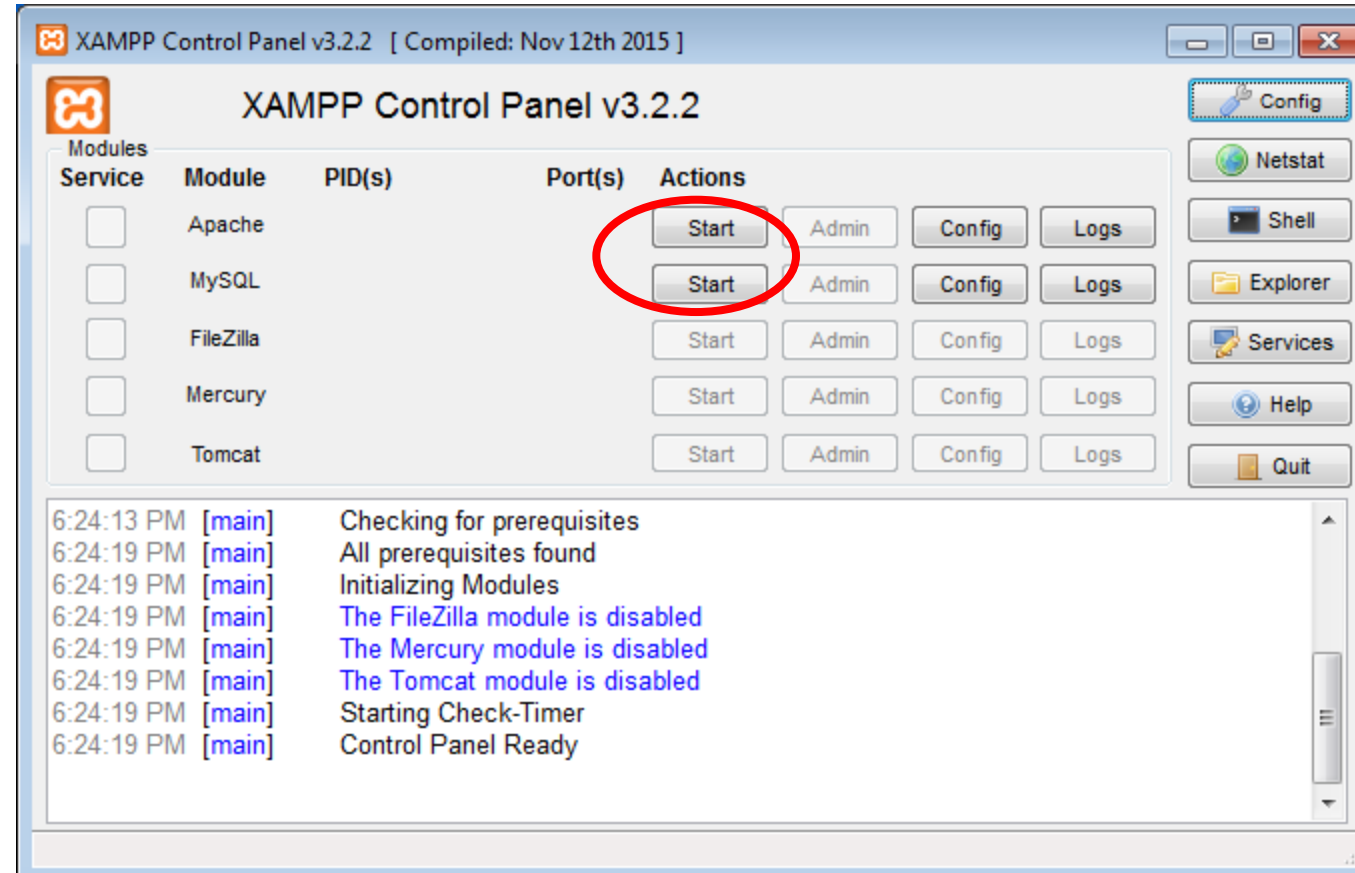 XAMPP Control Panel v3.2.2 [ Compiled: Nov 12th 2015 ]
XAMPP Control Panel v3.2.2
Config
Modules
Service Module PID(s) Port(s) Actions
Netstat
Apache Start Admin Config Logs
Shell
MySQL Start Admin Config Logs
Explorer
FileZilla Start Admin Config Logs
Services
Mercury Start Admin Config Logs
Help
Tomcat Start Admin Config Logs
Quit
6:24:13 PM [main] Checking for prerequisites
6:24:19 PM [main] All prerequisites found
6:24:19 PM [main] Initializing Modules
6:24:19 PM [main] The FileZilla module is disabled
6:24:19 PM [main] The Mercury module is disabled
6:24:19 PM [main] The Tomcat module is disabled
6:24:19 PM [main] Starting Check-Timer
6:24:19 PM [main] Control Panel Ready